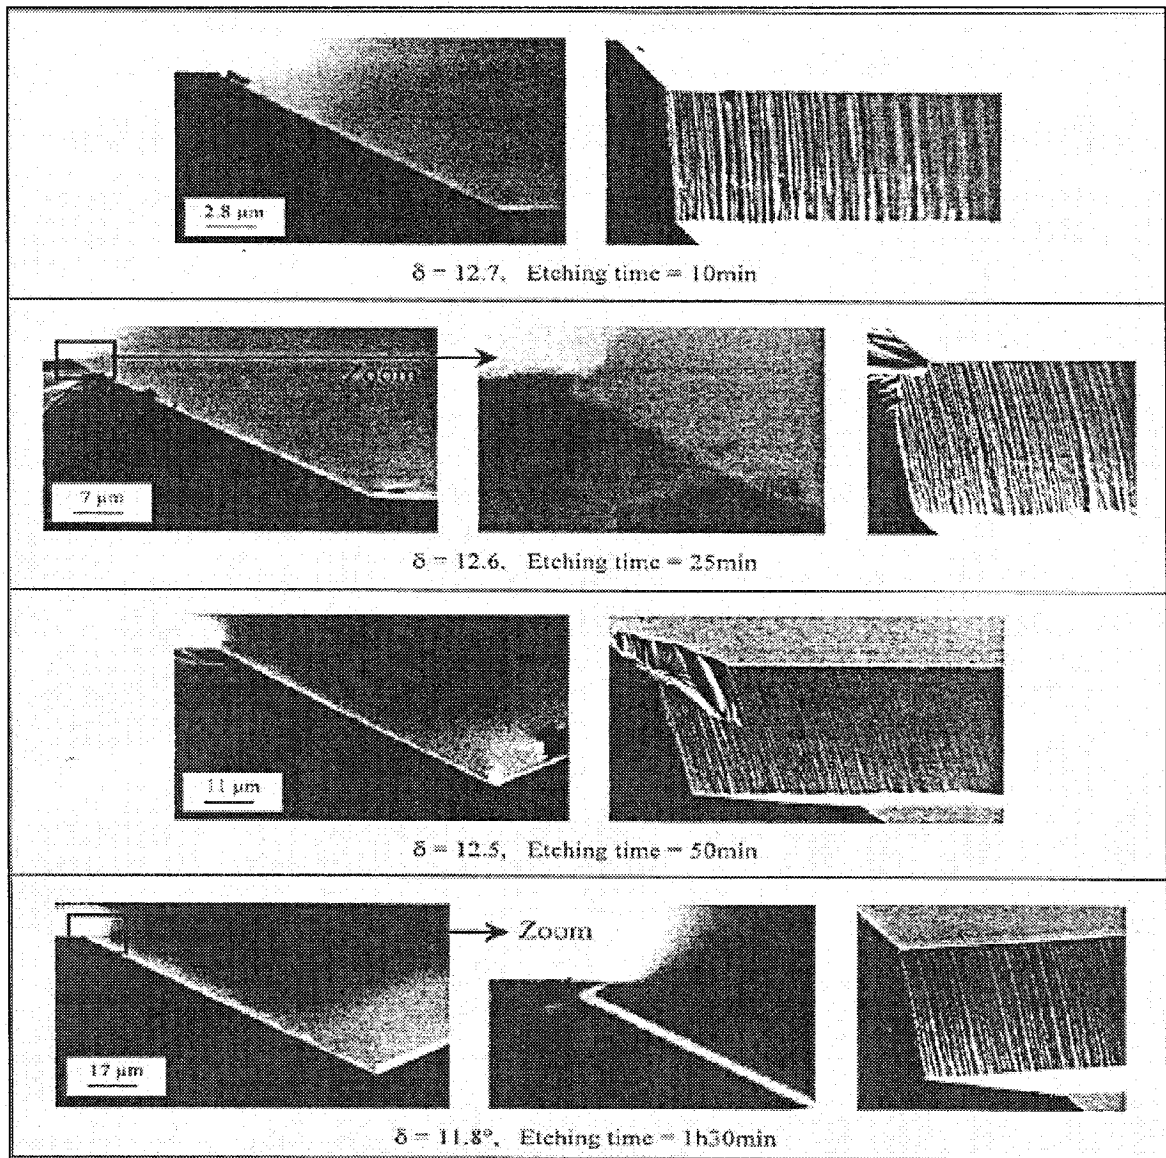 2.8 μm
δ = 12.7, Etching time = 10min
Zoom
7 μm
δ = 12.6, Etching time = 25min
11 μm
δ = 12.5, Etching time = 50min
Zoom
17 μm
δ = 11.8°, Etching time = 1h30min